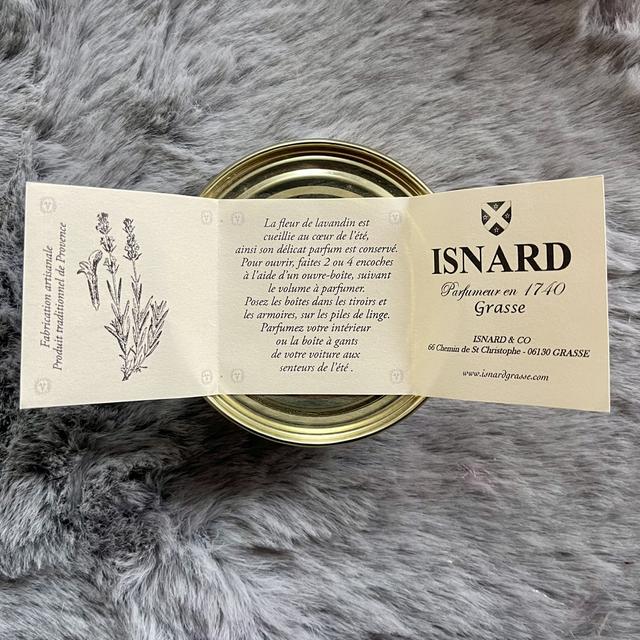 Fabrication artisanale
Produit traditionnel de Provence
La fleur de lavandin est
cueillie au cœur de l'été,
ainsi son délicat parfum est conservé.
Pour ouvrir, faites 2 ou 4 encoches
à l'aide d'un ouvre-boîte, suivant
le volume à parfumer.
Posez les boîtes dans les tiroirs et
les armoires, sur les piles de linge.
Parfumez votre intérieur
ou la boîte à gants
de votre voiture aux
senteurs de l'été .
ISNARD
Parfumeur en 1740
Grasse
ISNARD & CO
66 Chemin de St Christophe - 06130 GRASSE
www.isnardgrasse.com